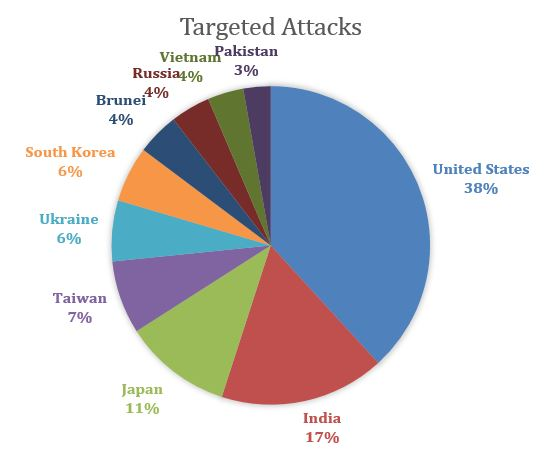 Targeted Attacks
United States
38%
India
17%
Japan
11%
Taiwan
7%
Ukraine
6%
South Korea
6%
Brunei
4%
Russia
4%
Vietnam
4%
Pakistan
3%